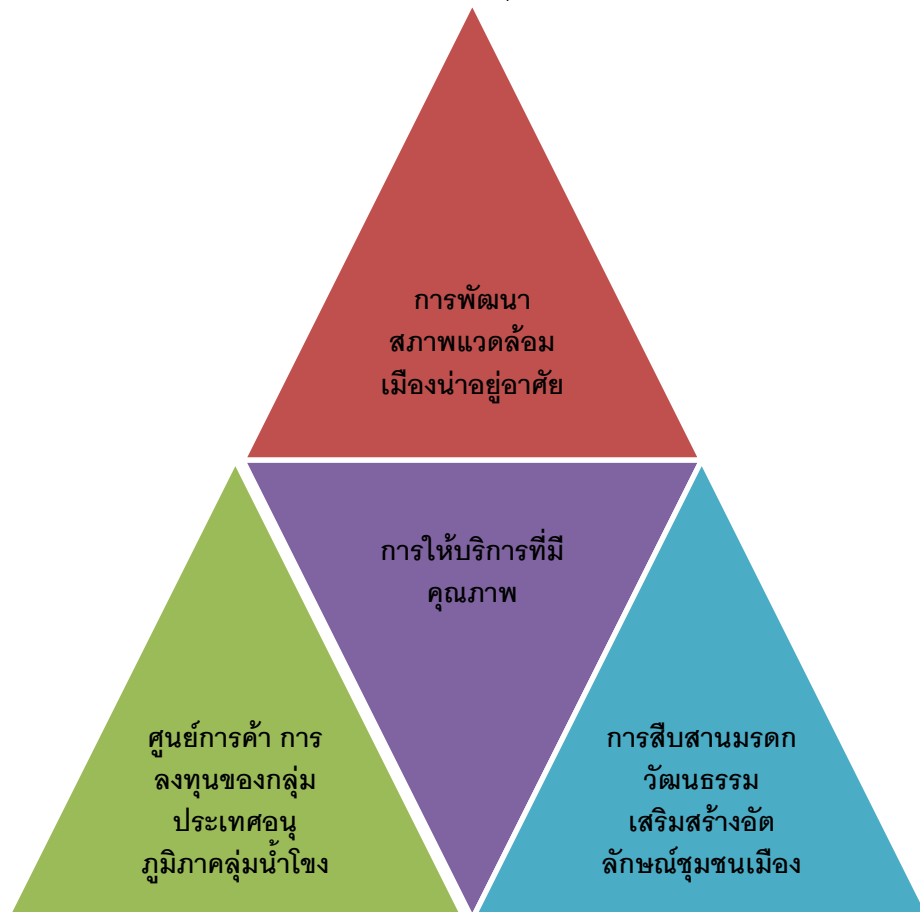 การพัฒนา
สภาพแวดล้อม
เมืองน่าอยู่อาศัย
การให้บริการที่มี
คุณภาพ
ศูนย์การค้า การ
ลงทุนของกลุ่ม
ประเทศอนุ
ภูมิภาคลุ่มน้ำโขง
การสืบสานมรดก
วัฒนธรรม
เสริมสร้างอัต
ลักษณ์ชุมชนเมือง